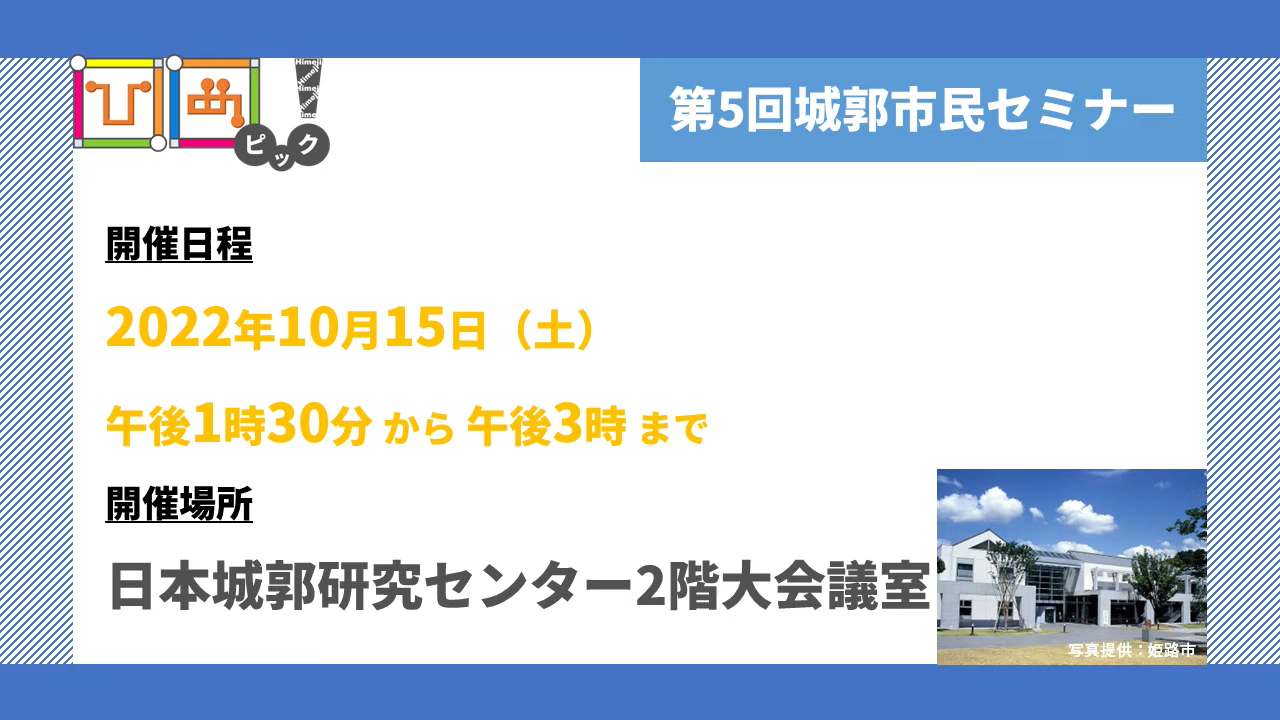 ひめ
ピック
Himeji
Himeji
Himeji
Himeji
第5回城郭市民セミナー
開催日程
2022年10月15日（土）
午後1時30分 から 午後3時 まで
開催場所
日本城郭研究センター2階大会議室
写真提供：姫路市